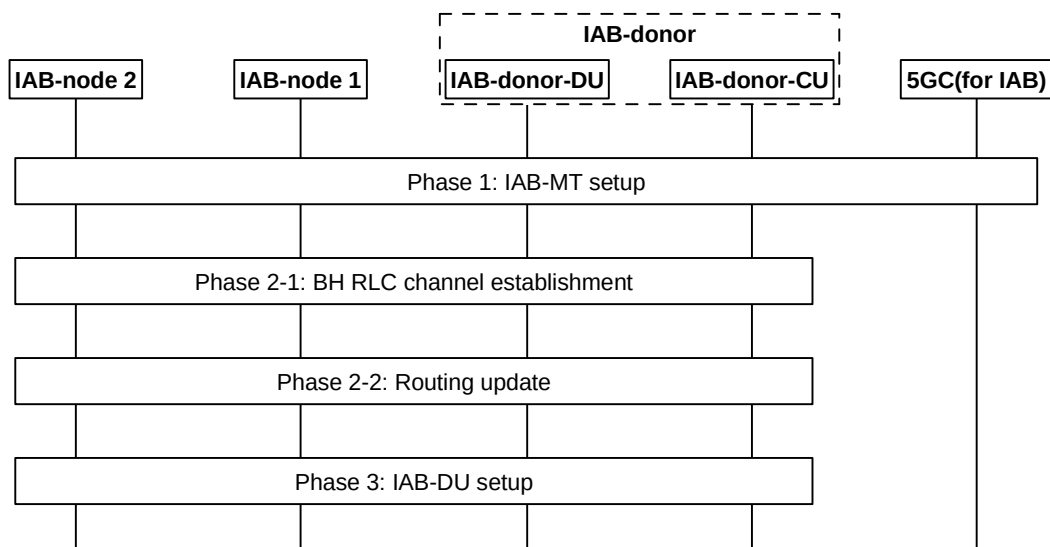 IAB-donor
IAB-node 2
IAB-node 1
IAB-donor-DU
IAB-donor-CU
5GC(for IAB)
Phase 1: IAB-MT setup
Phase 2-1: BH RLC channel establishment
Phase 2-2: Routing update
Phase 3: IAB-DU setup